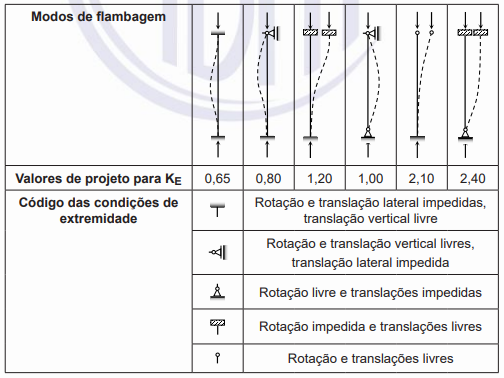 Modos de flambagem
Valores de projeto para KE
0,65
0,80
1,20
1,00
2,10
2,40
Código das condições de
extremidade
Rotação e translação lateral impedidas,
translação vertical livre
Rotação e translação vertical livres,
translação lateral impedida
Rotação livre e translações impedidas
Rotação impedida e translações livres
Rotação e translações livres